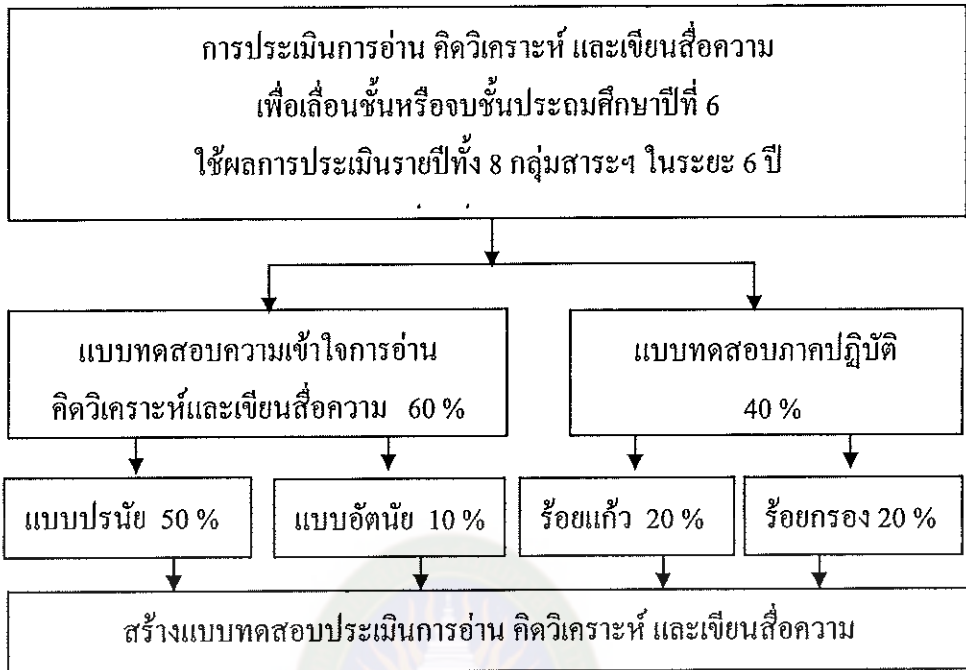 การประเมินการอ่าน คิดวิเคราะห์ และเขียนสื่อความ
เพื่อเลื่อนชั้นหรือจบชั้นประถมศึกษาปีที่ 6
ใช้ผลการประเมินรายปีทั้ง 8 กลุ่มสาระฯ ในระยะ 6 ปี
แบบทดสอบความเข้าใจการอ่าน
คิดวิเคราะห์และเขียนสื่อความ 60 %
แบบทดสอบภาคปฏิบัติ
40 %
แบบปรนัย 50 %
แบบอัตนัย 10 %
ร้อยแก้ว 20 %
ร้อยกรอง 20 %
สร้างแบบทดสอบประเมินการอ่าน คิดวิเคราะห์ และเขียนสื่อความ